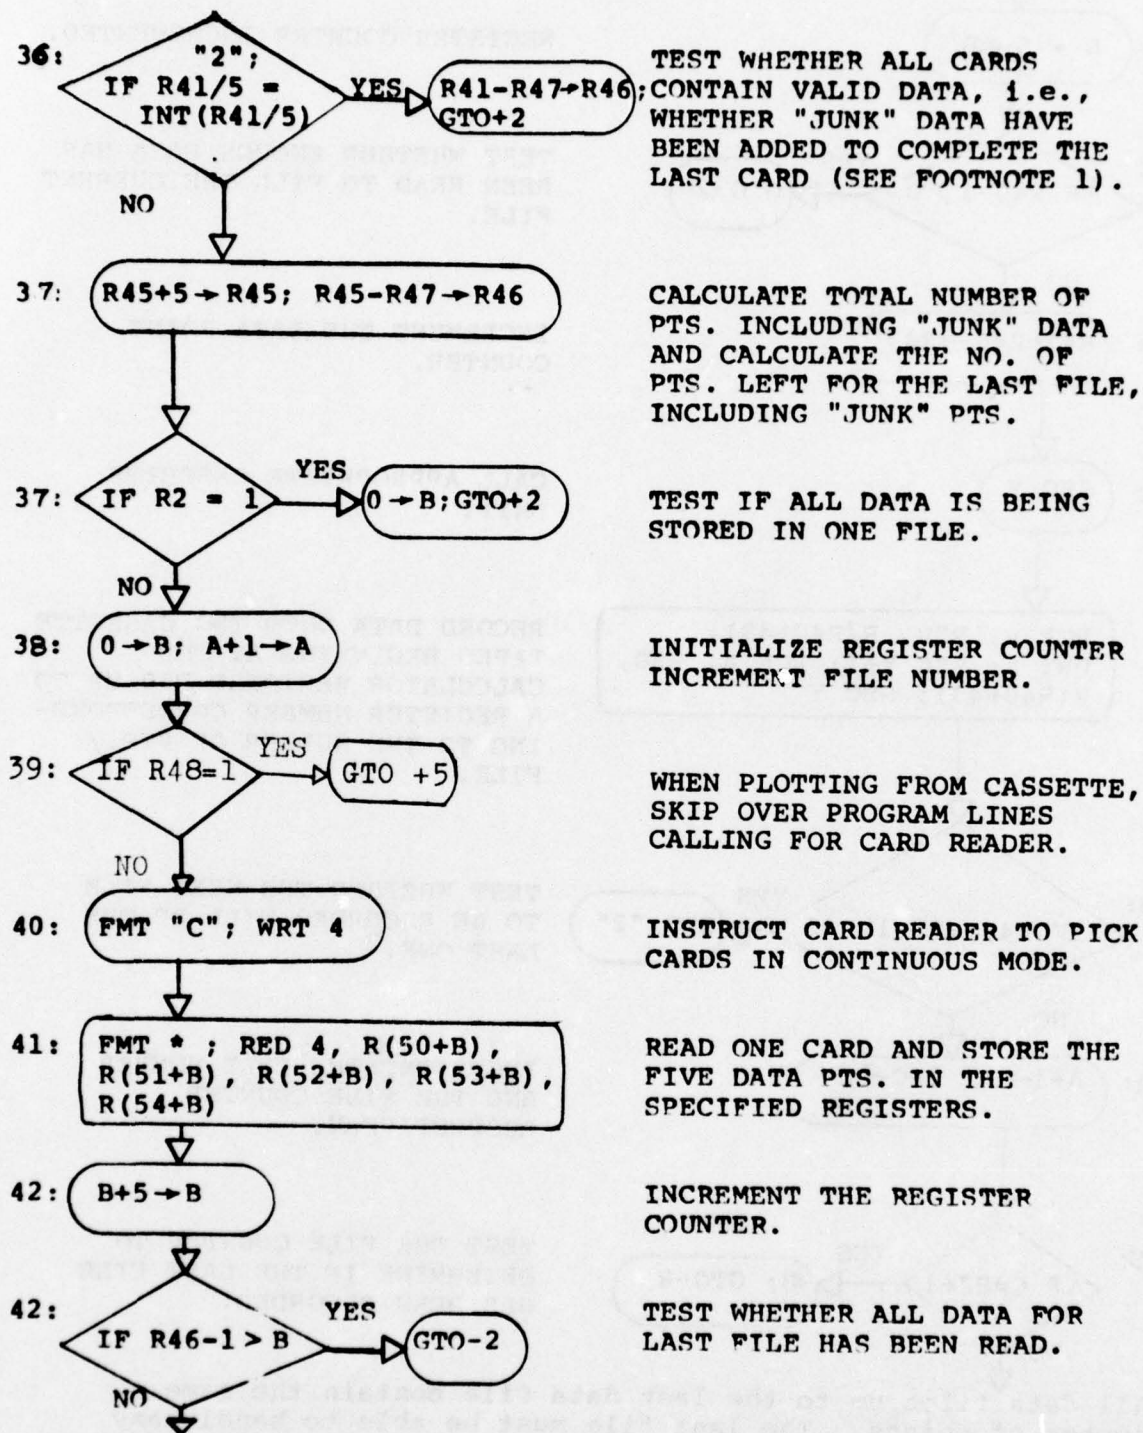 36:
"2";
IF R41/5 =
INT(R41/5)
YES
R41-R47→R46;
GTO+2
TEST WHETHER ALL CARDS
CONTAIN VALID DATA, i.e.,
WHETHER "JUNK" DATA HAVE
BEEN ADDED TO COMPLETE THE
LAST CARD (SEE FOOTNOTE 1).
NO
37:
R45+5→R45; R45-R47→R46
CALCULATE TOTAL NUMBER OF
PTS. INCLUDING "JUNK" DATA
AND CALCULATE THE NO. OF
PTS. LEFT FOR THE LAST FILE,
INCLUDING "JUNK" PTS.
37:
IF R2 = 1
YES
0→B;GTO+2
TEST IF ALL DATA IS BEING
STORED IN ONE FILE.
NO
38:
0→B; A+1→A
INITIALIZE REGISTER COUNTER
INCREMENT FILE NUMBER.
39:
IF R48=1
YES
GTO +5
WHEN PLOTTING FROM CASSETTE,
SKIP OVER PROGRAM LINES
CALLING FOR CARD READER.
NO
40:
FMT "C"; WRT 4
INSTRUCT CARD READER TO PICK
CARDS IN CONTINUOUS MODE.
41:
FMT * ; RED 4, R(50+B),
R(51+B), R(52+B), R(53+B),
R(54+B)
READ ONE CARD AND STORE THE
FIVE DATA PTS. IN THE
SPECIFIED REGISTERS.
42:
B+5→B
INCREMENT THE REGISTER
COUNTER.
42:
IF R46-1 > B
YES
GTO-2
TEST WHETHER ALL DATA FOR
LAST FILE HAS BEEN READ.
NO